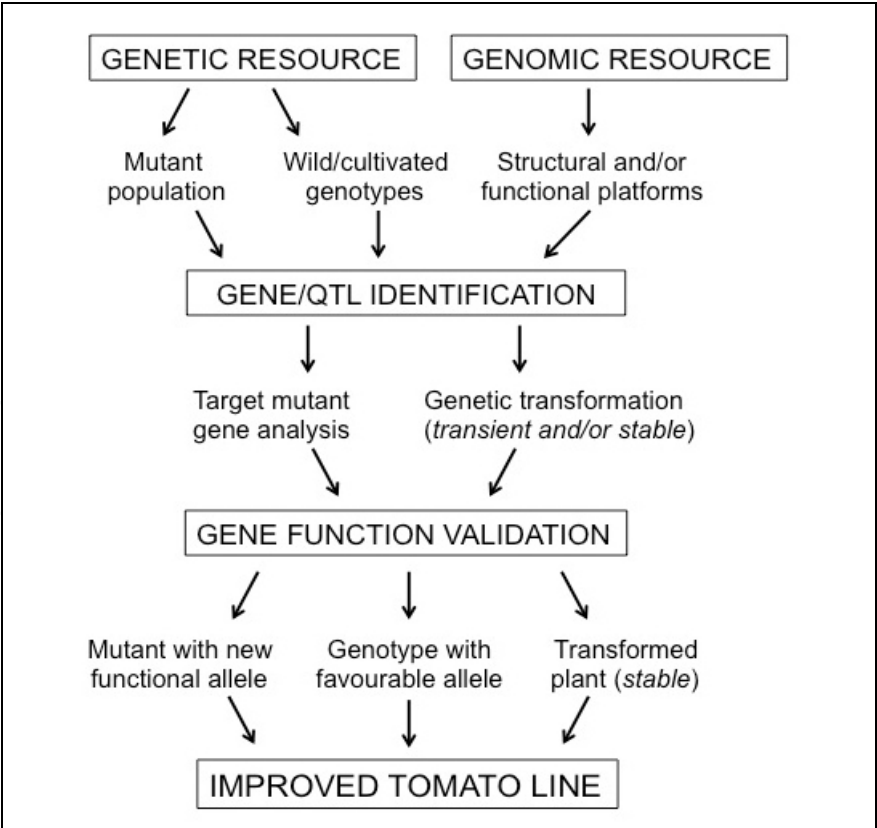 GENETIC RESOURCE
GENOMIC RESOURCE
Mutant
population
Wild/cultivated
genotypes
Structural and/or
functional platforms
GENE/QTL IDENTIFICATION
Target mutant
gene analysis
Genetic transformation
(transient and/or stable)
GENE FUNCTION VALIDATION
Mutant with new
functional allele
Genotype with
favourable allele
Transformed
plant (stable)
IMPROVED TOMATO LINE